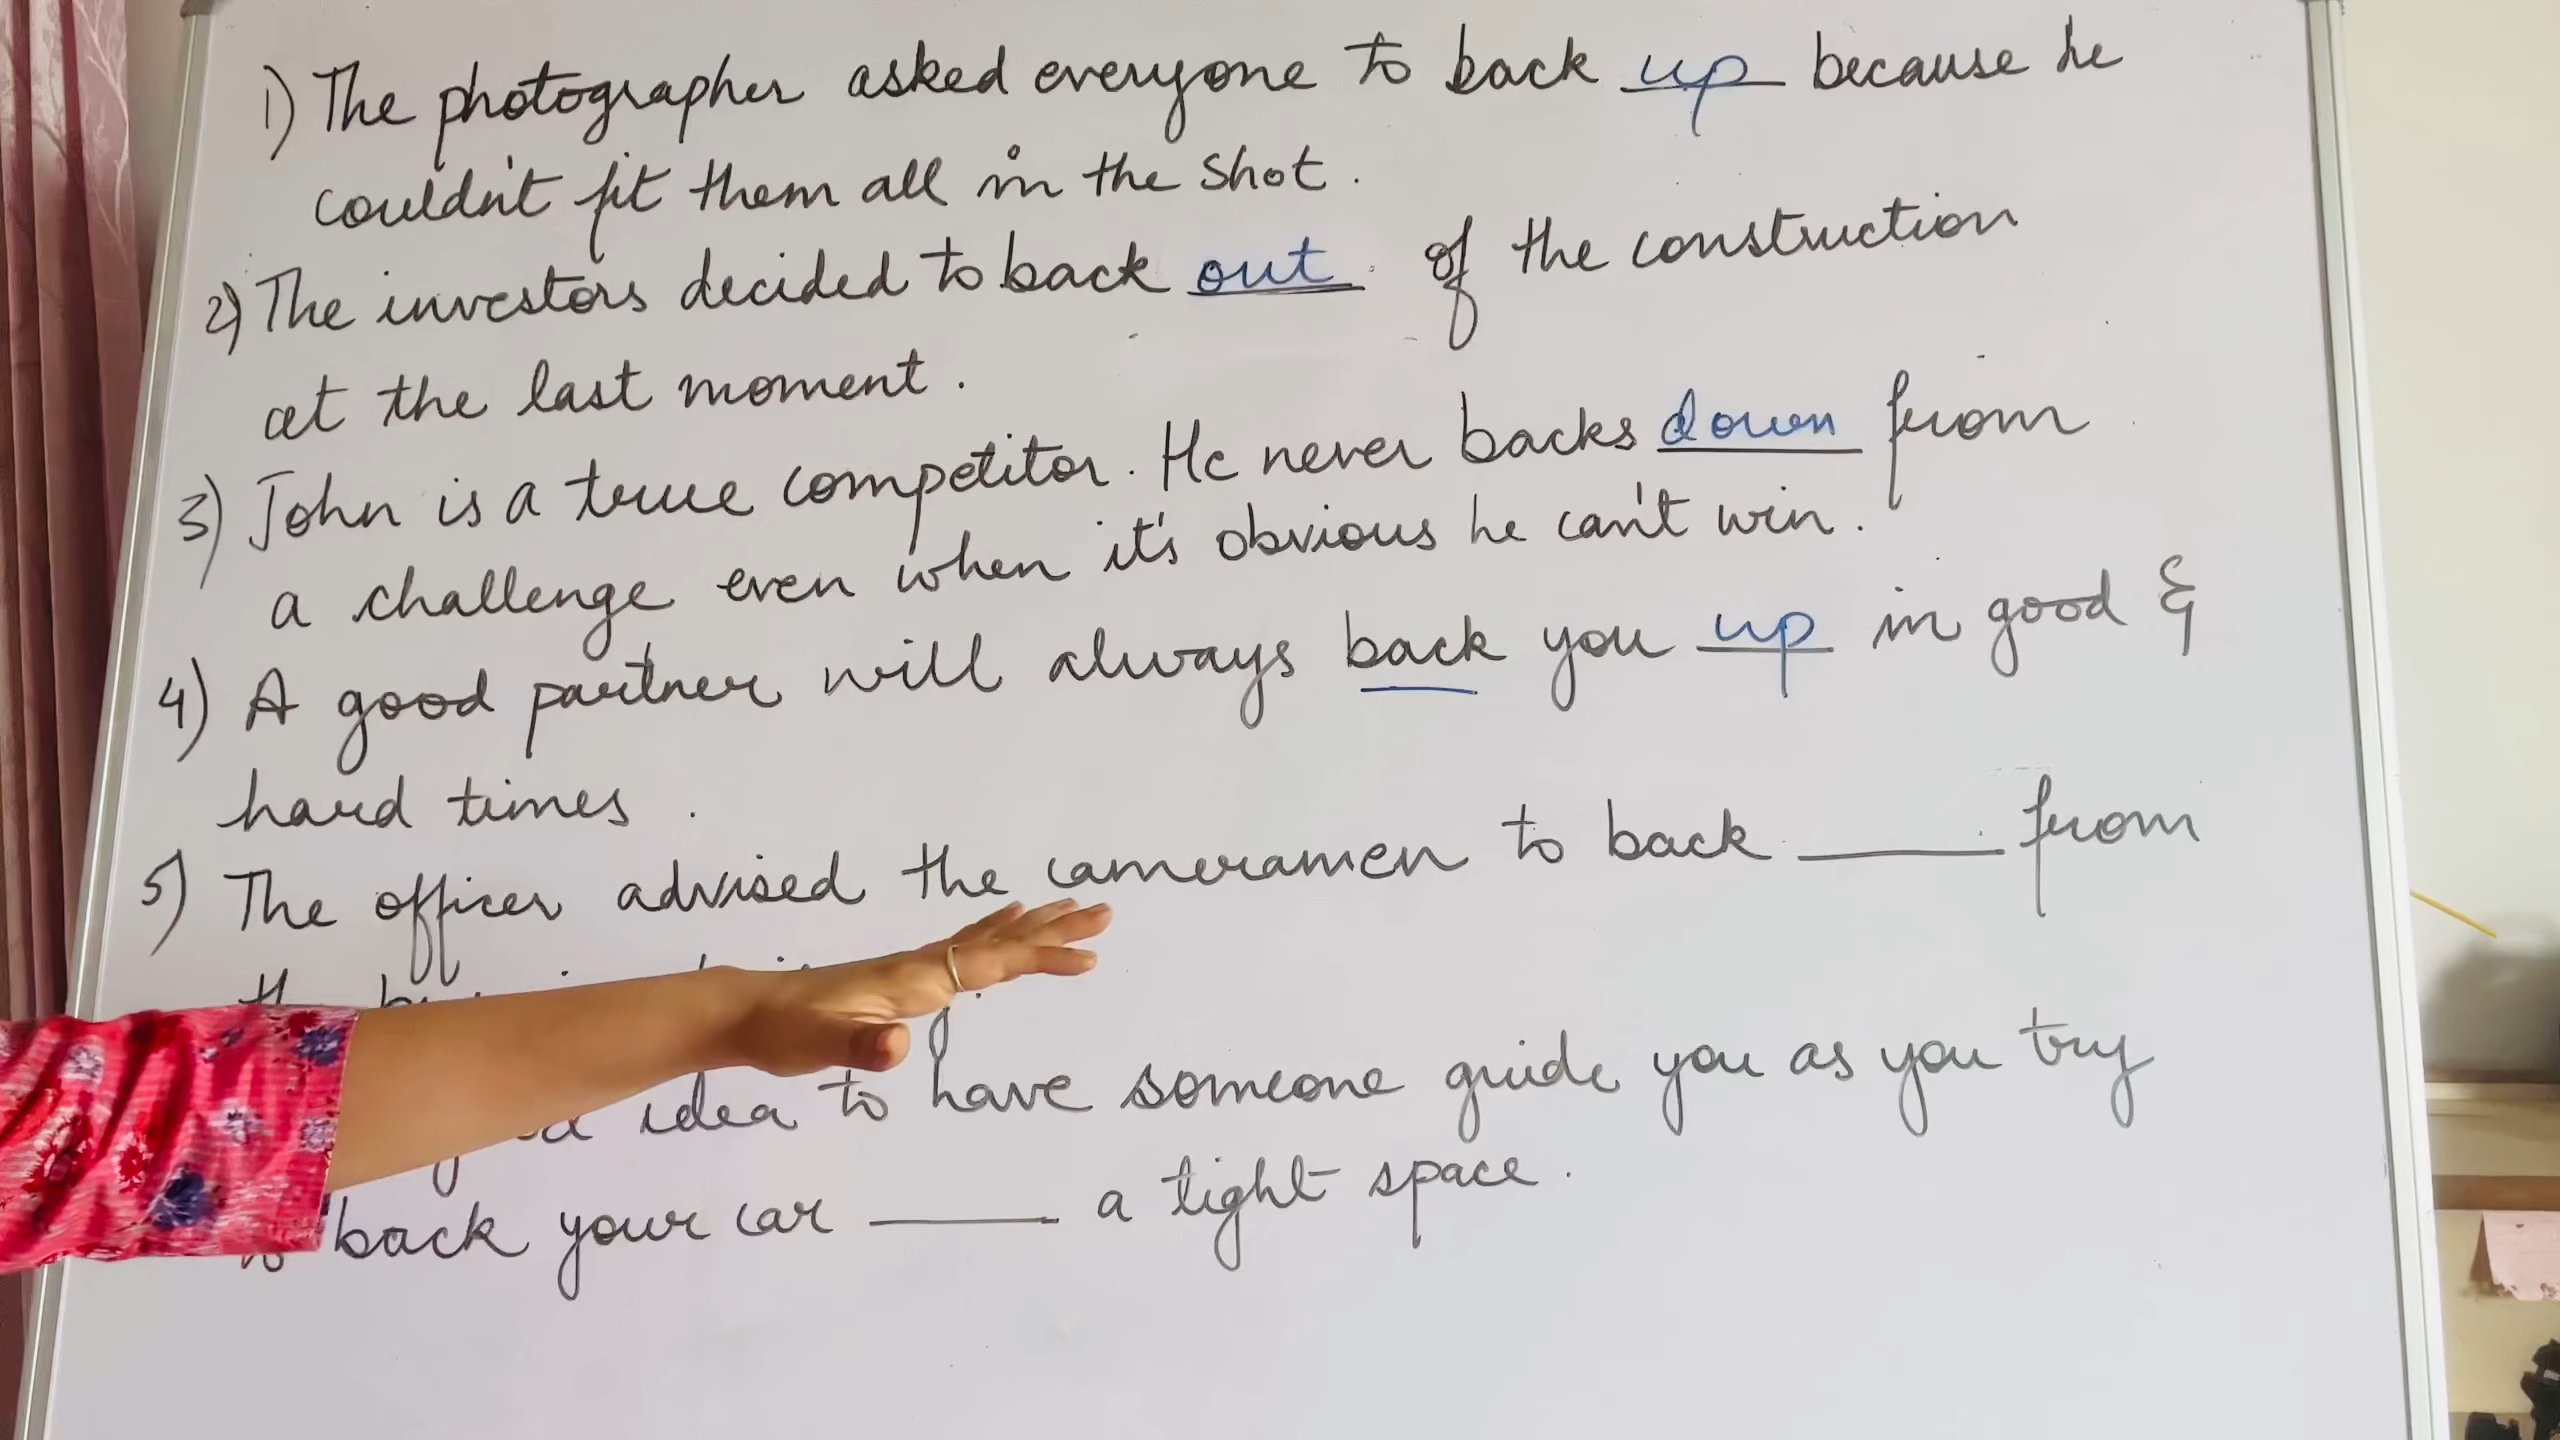 1) The photographer asked everyone to back up because he
couldn't fit them all in the shot.
2) The investors decided to back out of the construction
at the last moment.
3) John is a true competitor. He never backs down from
a challenge even when it's obvious he can't win.
4) A good partner will always back you up in good &
hard times.
5) The officer advised the cameramen to back ____ from
idea to have someone guide you as you try
back your car ____ a tight space.